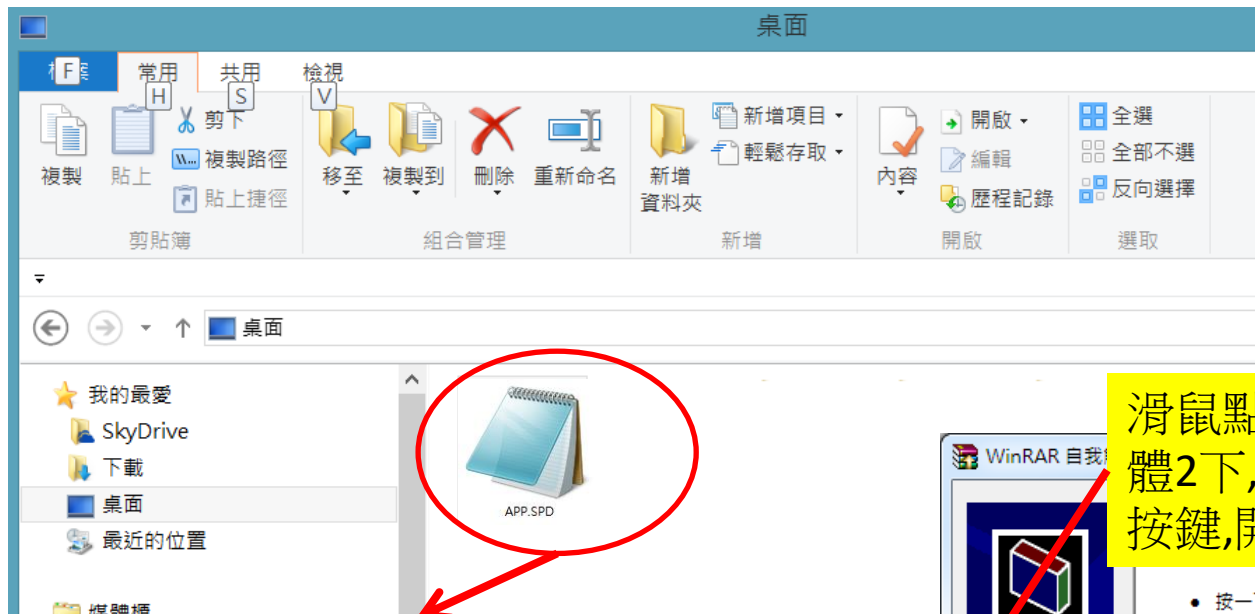 桌面
F
常用
共用
檢視
H
S
V
複製
貼上
剪下
複製路徑
貼上捷徑
移至
複製到
刪除
重新命名
新增
資料夾
新增項目
輕鬆存取
內容
開啟
編輯
歷程記錄
全選
全部不選
反向選擇
剪貼簿
組合管理
新增
開啟
選取
桌面
我的最愛
SkyDrive
下載
桌面
最近的位置
APP.SPD
WinRAR 自我
滑鼠點
體2下,
按鍵,開
• 按一